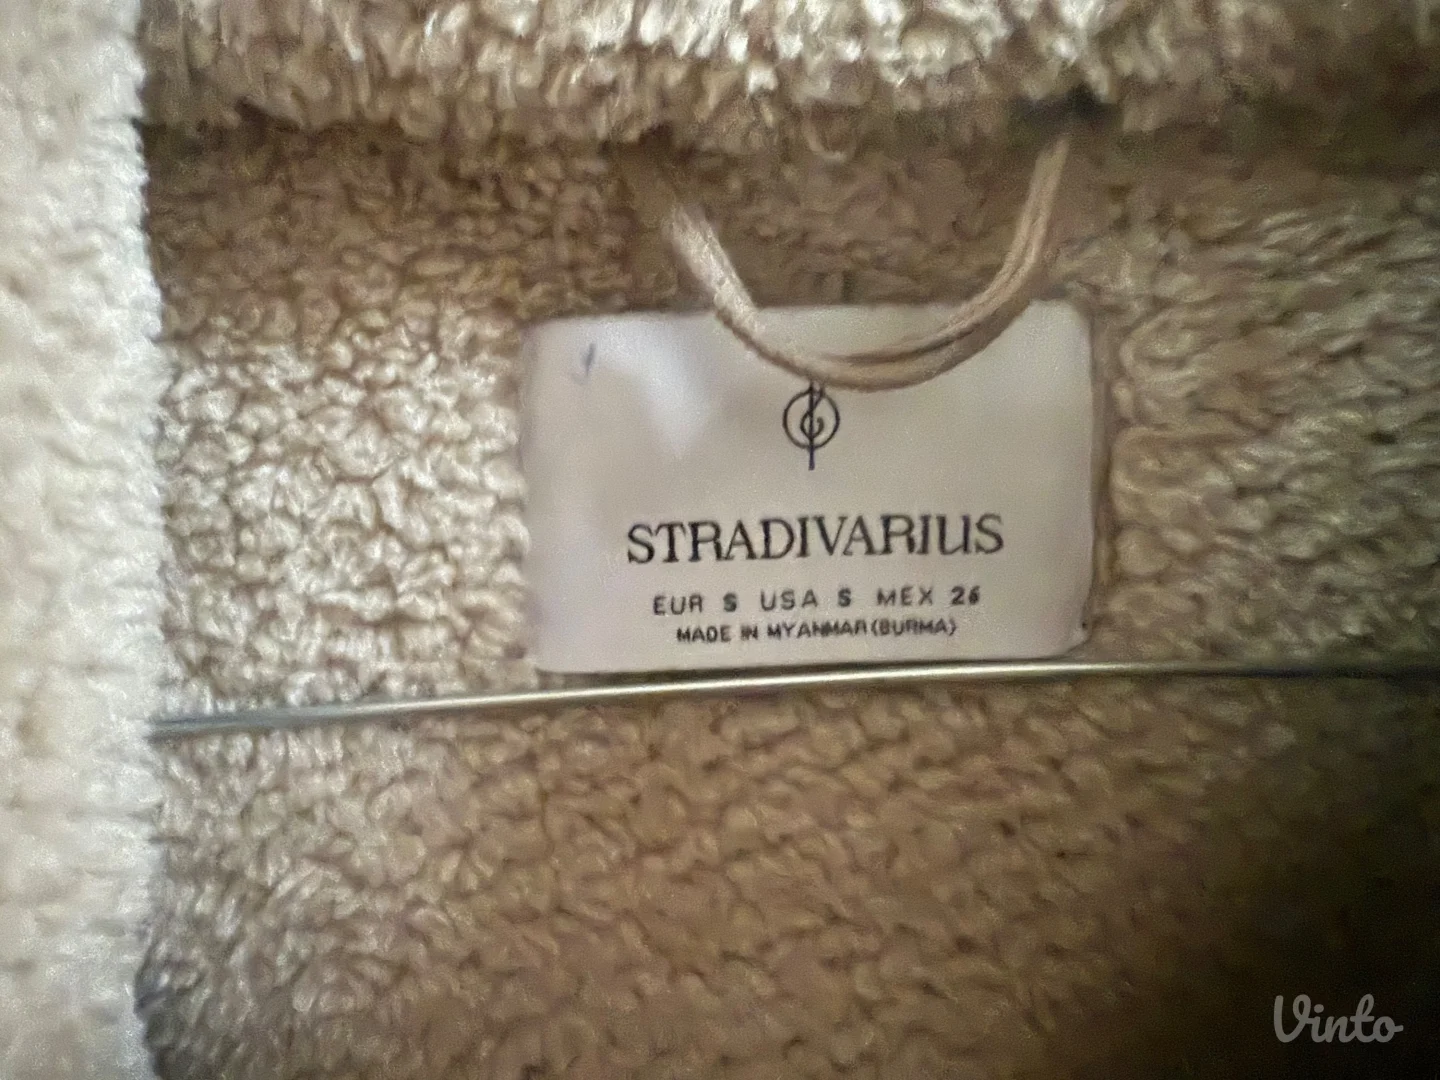 STRADIVARIUS
EUR S USA S MEX 26
MADE IN MYANMAR (BURMA)
Vinto